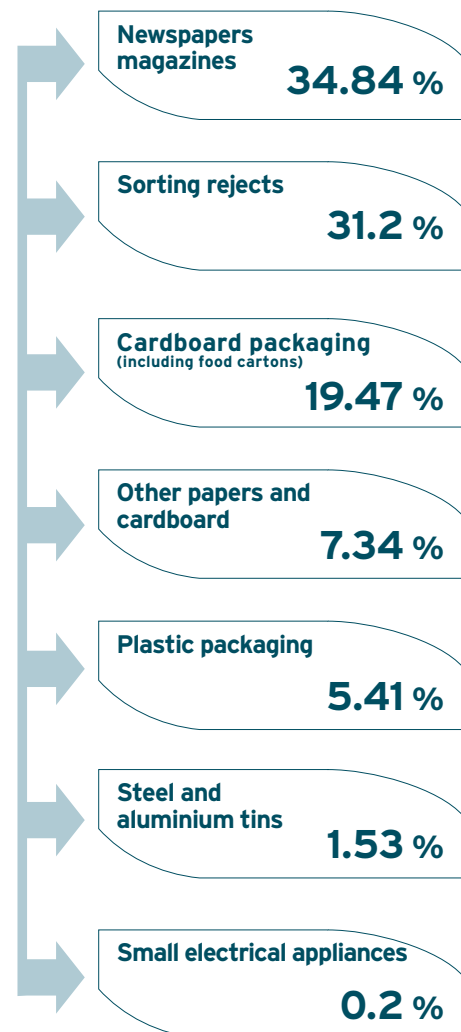 Newspapers
magazines
34.84 %
Sorting rejects
31.2 %
Cardboard packaging
(including food cartons)
19.47 %
Other papers and
cardboard
7.34 %
Plastic packaging
5.41 %
Steel and
aluminium tins
1.53 %
Small electrical appliances
0.2 %